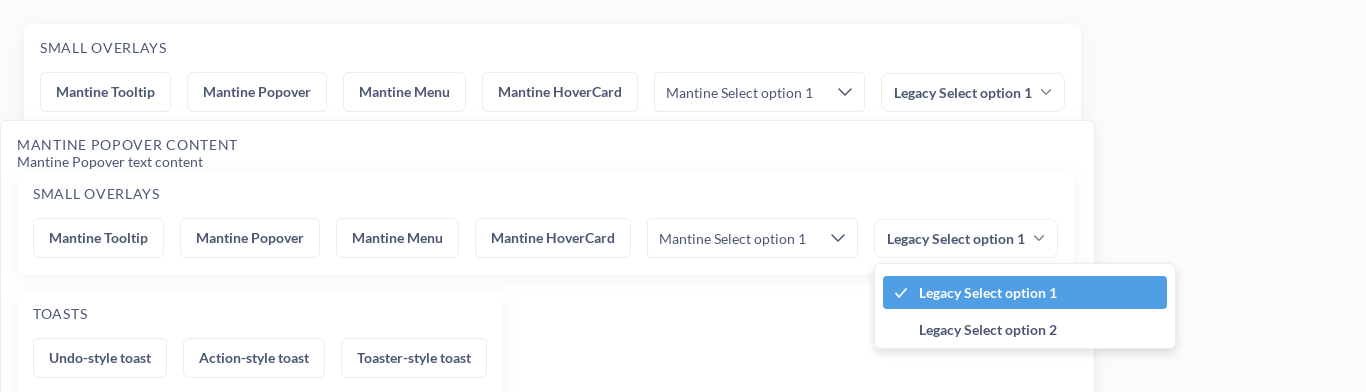 SMALL OVERLAYS
Mantine Tooltip Mantine Popover Mantine Menu Mantine HoverCard Mantine Select option 1 Legacy Select option 1
MANTINE POPOVER CONTENT
Mantine Popover text content
SMALL OVERLAYS
Mantine Tooltip Mantine Popover Mantine Menu Mantine HoverCard Mantine Select option 1 Legacy Select option 1
Legacy Select option 1
Legacy Select option 2
TOASTS
Undo-style toast Action-style toast Toaster-style toast